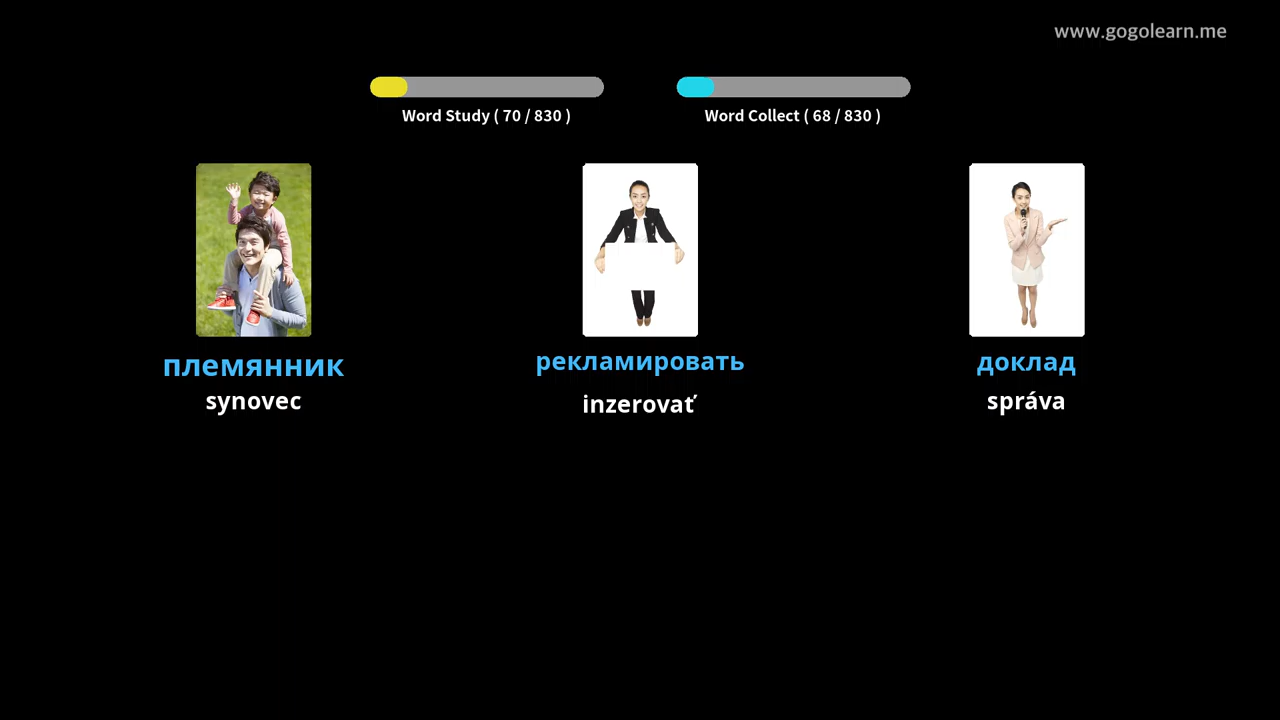 www.gogolearn.me
Word Study ( 70 / 830 )
Word Collect ( 68 / 830 )
племянник
synovec
рекламировать
inzerovať
доклад
správa